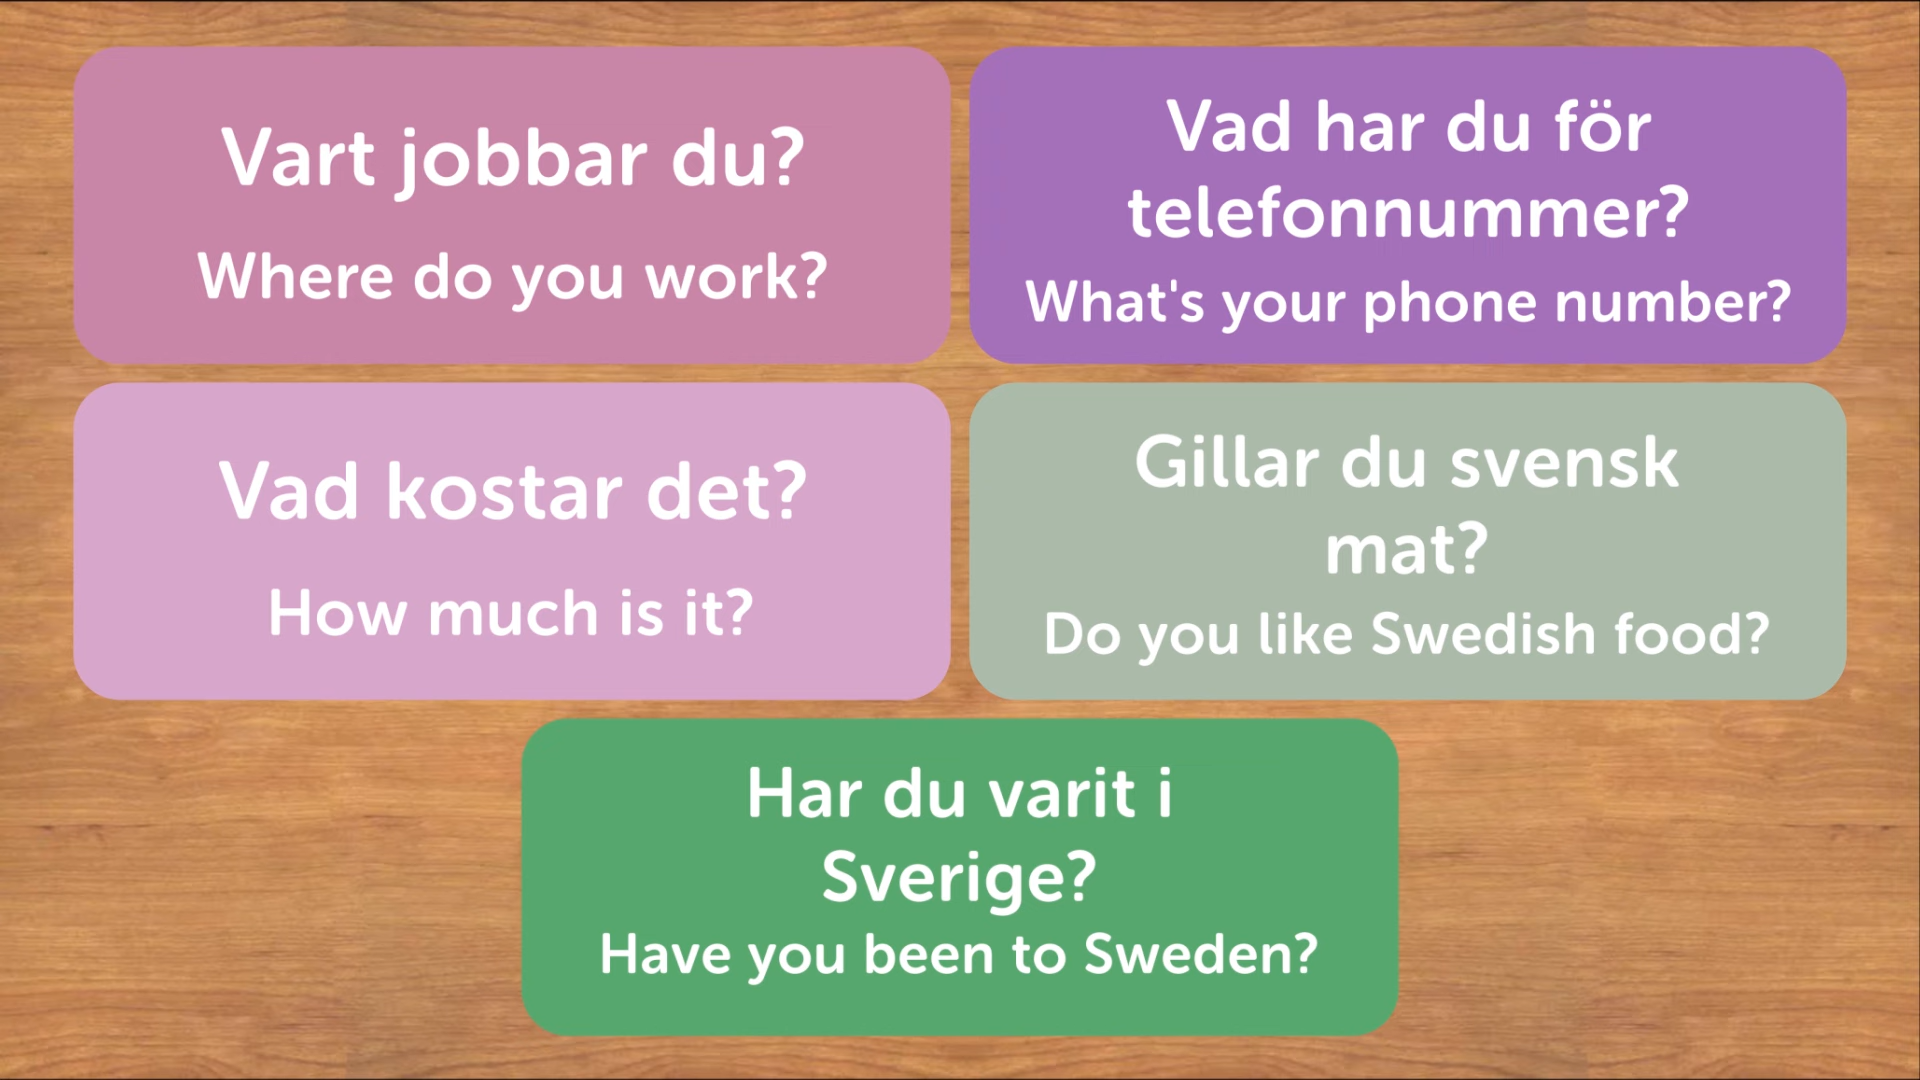 Vart jobbar du?
Where do you work?
Vad har du för
telefonnummer?
What's your phone number?
Vad kostar det?
How much is it?
Gillar du svensk
mat?
Do you like Swedish food?
Har du varit i
Sverige?
Have you been to Sweden?